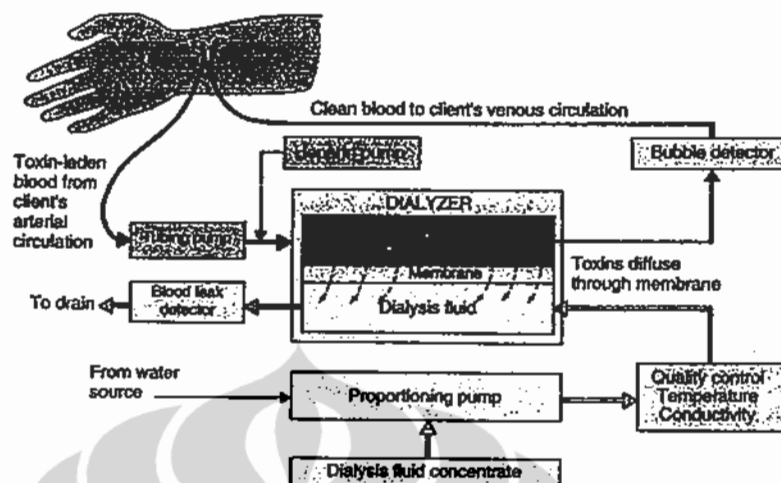 Clean blood to client's venous circulation
Toxin-laden
blood from
client's
arterial
circulation
pump
Bubble detector
DIALYZER
pump
Membrane
Toxins diffuse
through membrane
Dialysis fluid
To drain
Blood leak
detector
From water
source
Proportioning pump
Quality control
Temperature
Conductivity
Dialysis fluid concentrate